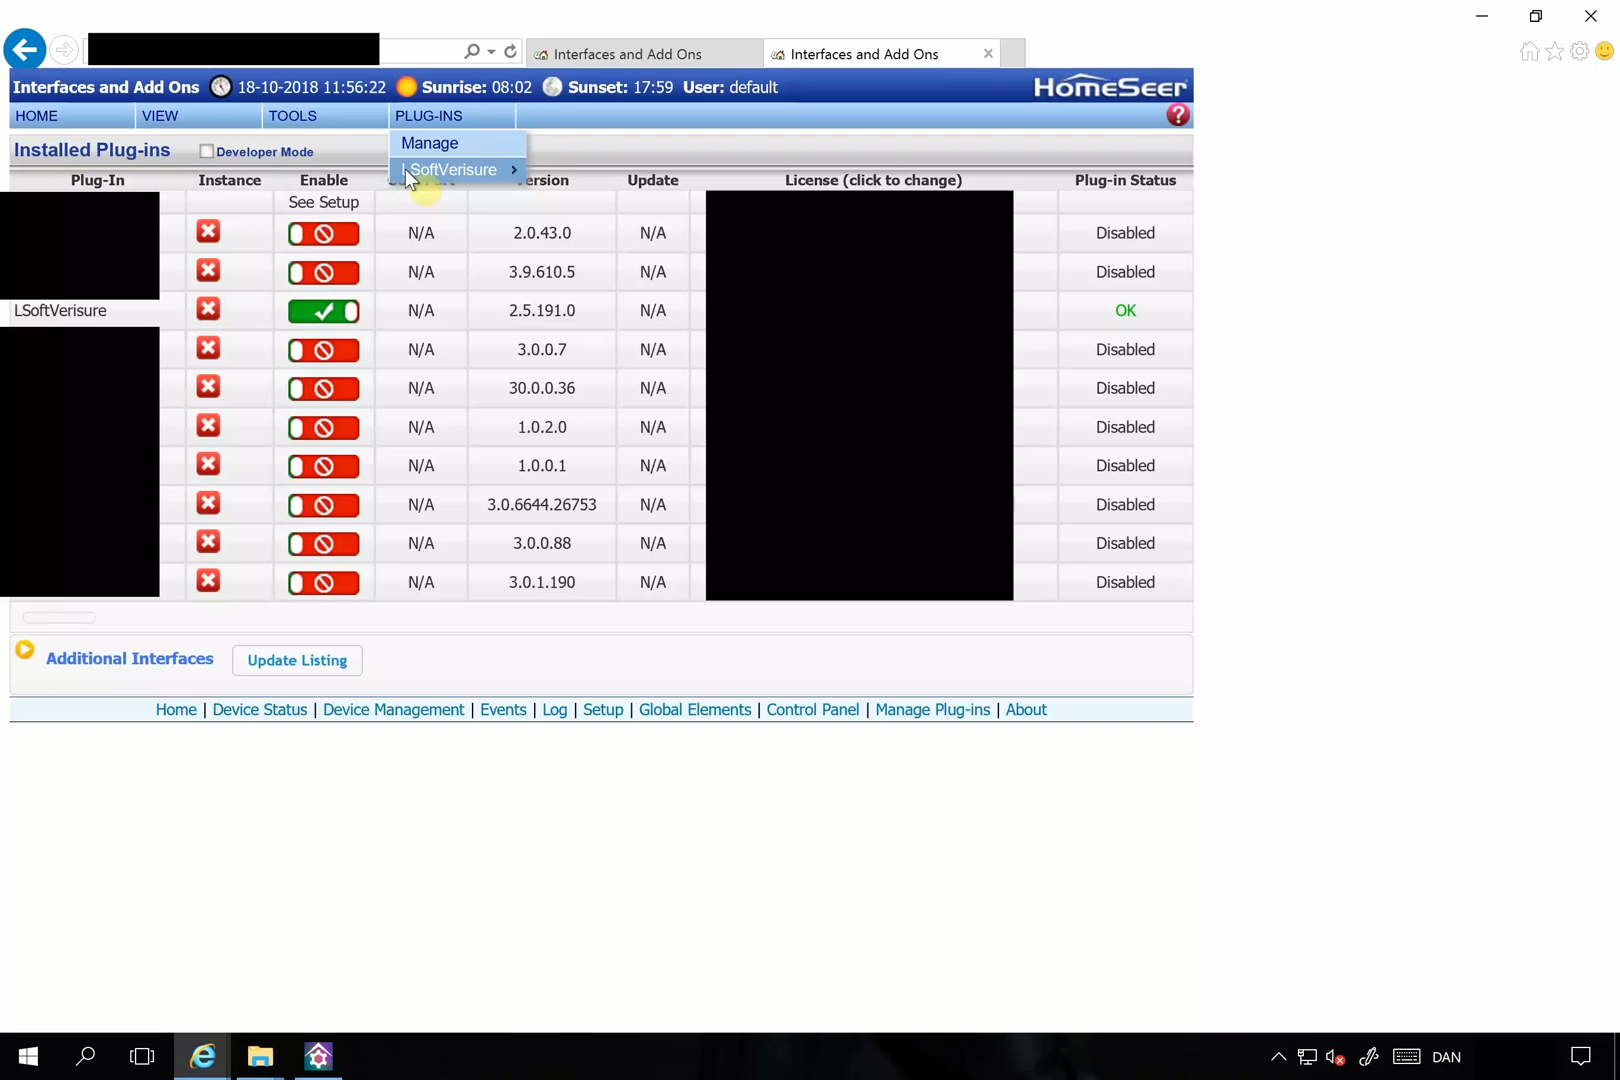 Interfaces and Add Ons
Interfaces and Add Ons
Interfaces and Add Ons 18-10-2018 11:56:22 Sunrise: 08:02 Sunset: 17:59 User: default HomeSeer
HOME VIEW TOOLS PLUG-INS
Manage
LSoftVerisure
Installed Plug-ins Developer Mode
Plug-In Instance Enable Version Update License (click to change) Plug-in Status
See Setup
N/A 2.0.43.0 N/A Disabled
N/A 3.9.610.5 N/A Disabled
LSoftVerisure N/A 2.5.191.0 N/A OK
N/A 3.0.0.7 N/A Disabled
N/A 30.0.0.36 N/A Disabled
N/A 1.0.2.0 N/A Disabled
N/A 1.0.0.1 N/A Disabled
N/A 3.0.6644.26753 N/A Disabled
N/A 3.0.0.88 N/A Disabled
N/A 3.0.1.190 N/A Disabled
Additional Interfaces Update Listing
Home | Device Status | Device Management | Events | Log | Setup | Global Elements | Control Panel | Manage Plug-ins | About
DAN